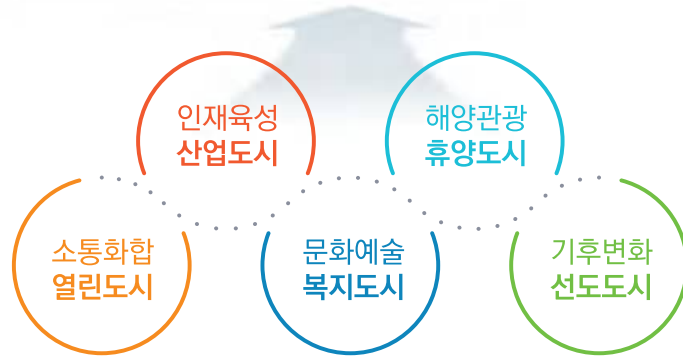 인재육성
산업도시
해양관광
휴양도시
소통화합
열린도시
문화예술
복지도시
기후변화
선도도시